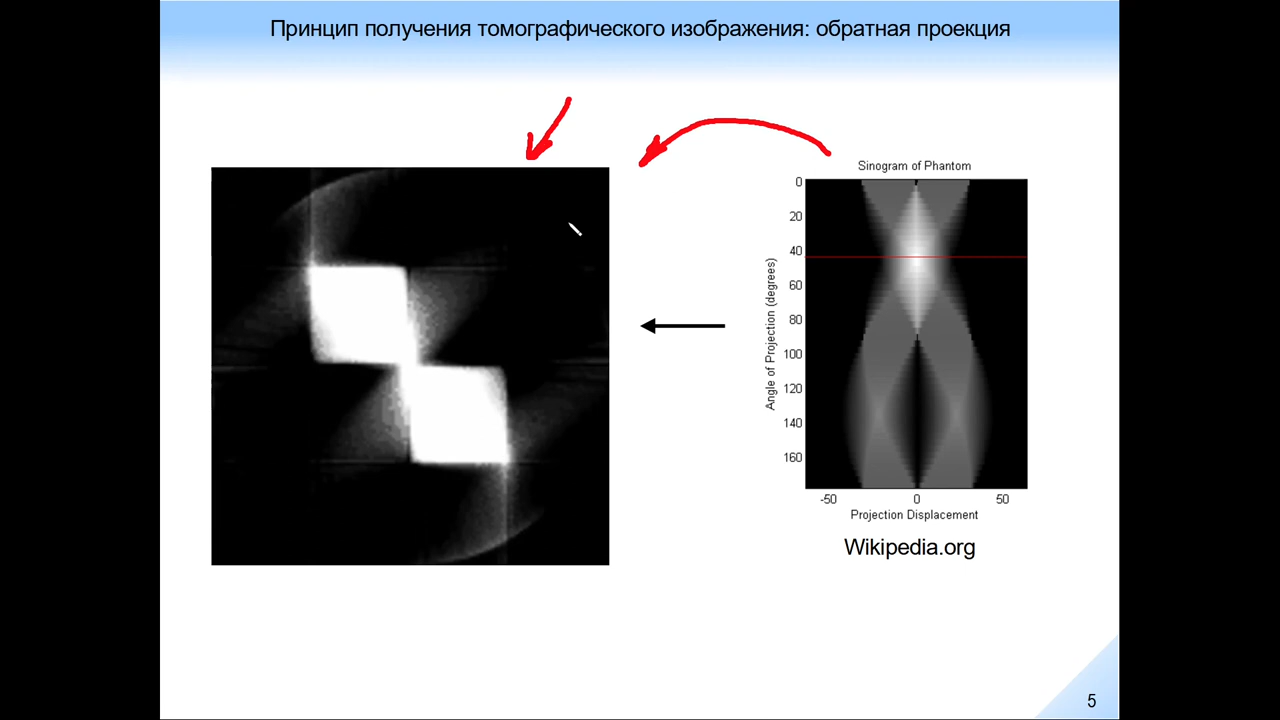 Принцип получения томографического изображения: обратная проекция
Sinogram of Phantom
0
20
40
60
80
100
120
140
160
Angle of Projection (degrees)
-50 0 50
Projection Displacement
Wikipedia.org
5